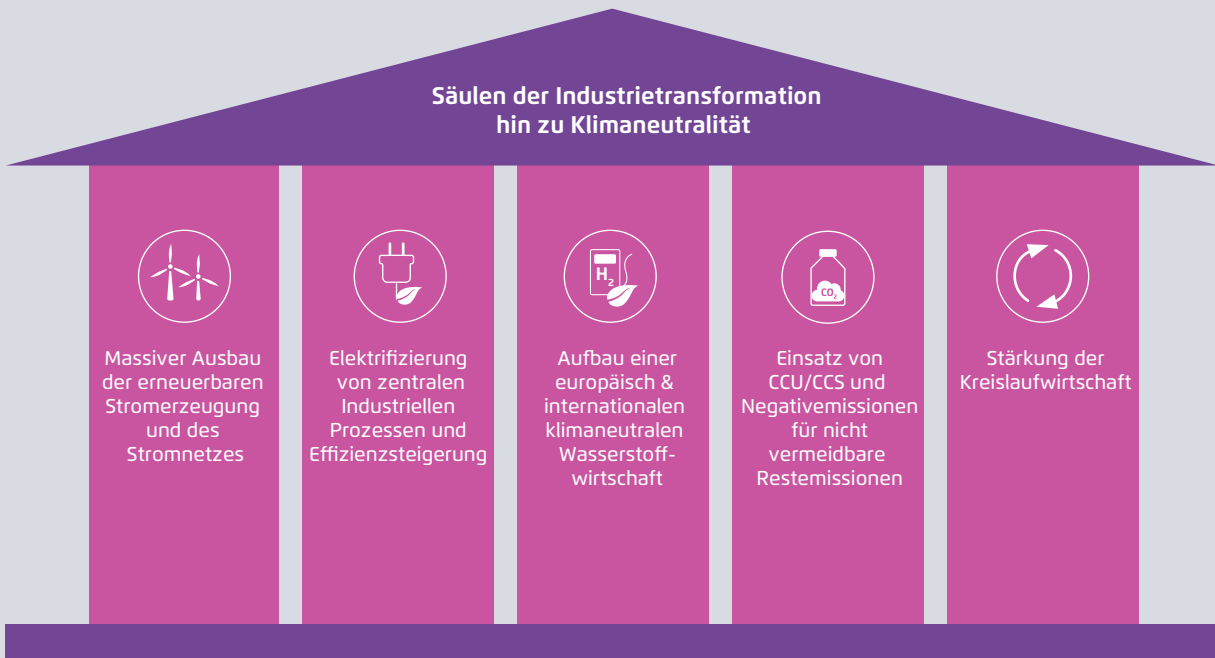 Säulen der Industrietransformation
hin zu Klimaneutralität
Massiver Ausbau
der erneuerbaren
Stromerzeugung
und des
Stromnetzes
Elektrifizierung
von zentralen
Industriellen
Prozessen und
Effizienzsteigerung
H₂
Aufbau einer
europäisch &
internationalen
klimaneutralen
Wasserstoff-
wirtschaft
CO₂
Einsatz von
CCU/CCS und
Negativemissionen
für nicht
vermeidbare
Restemissionen
Stärkung der
Kreislaufwirtschaft